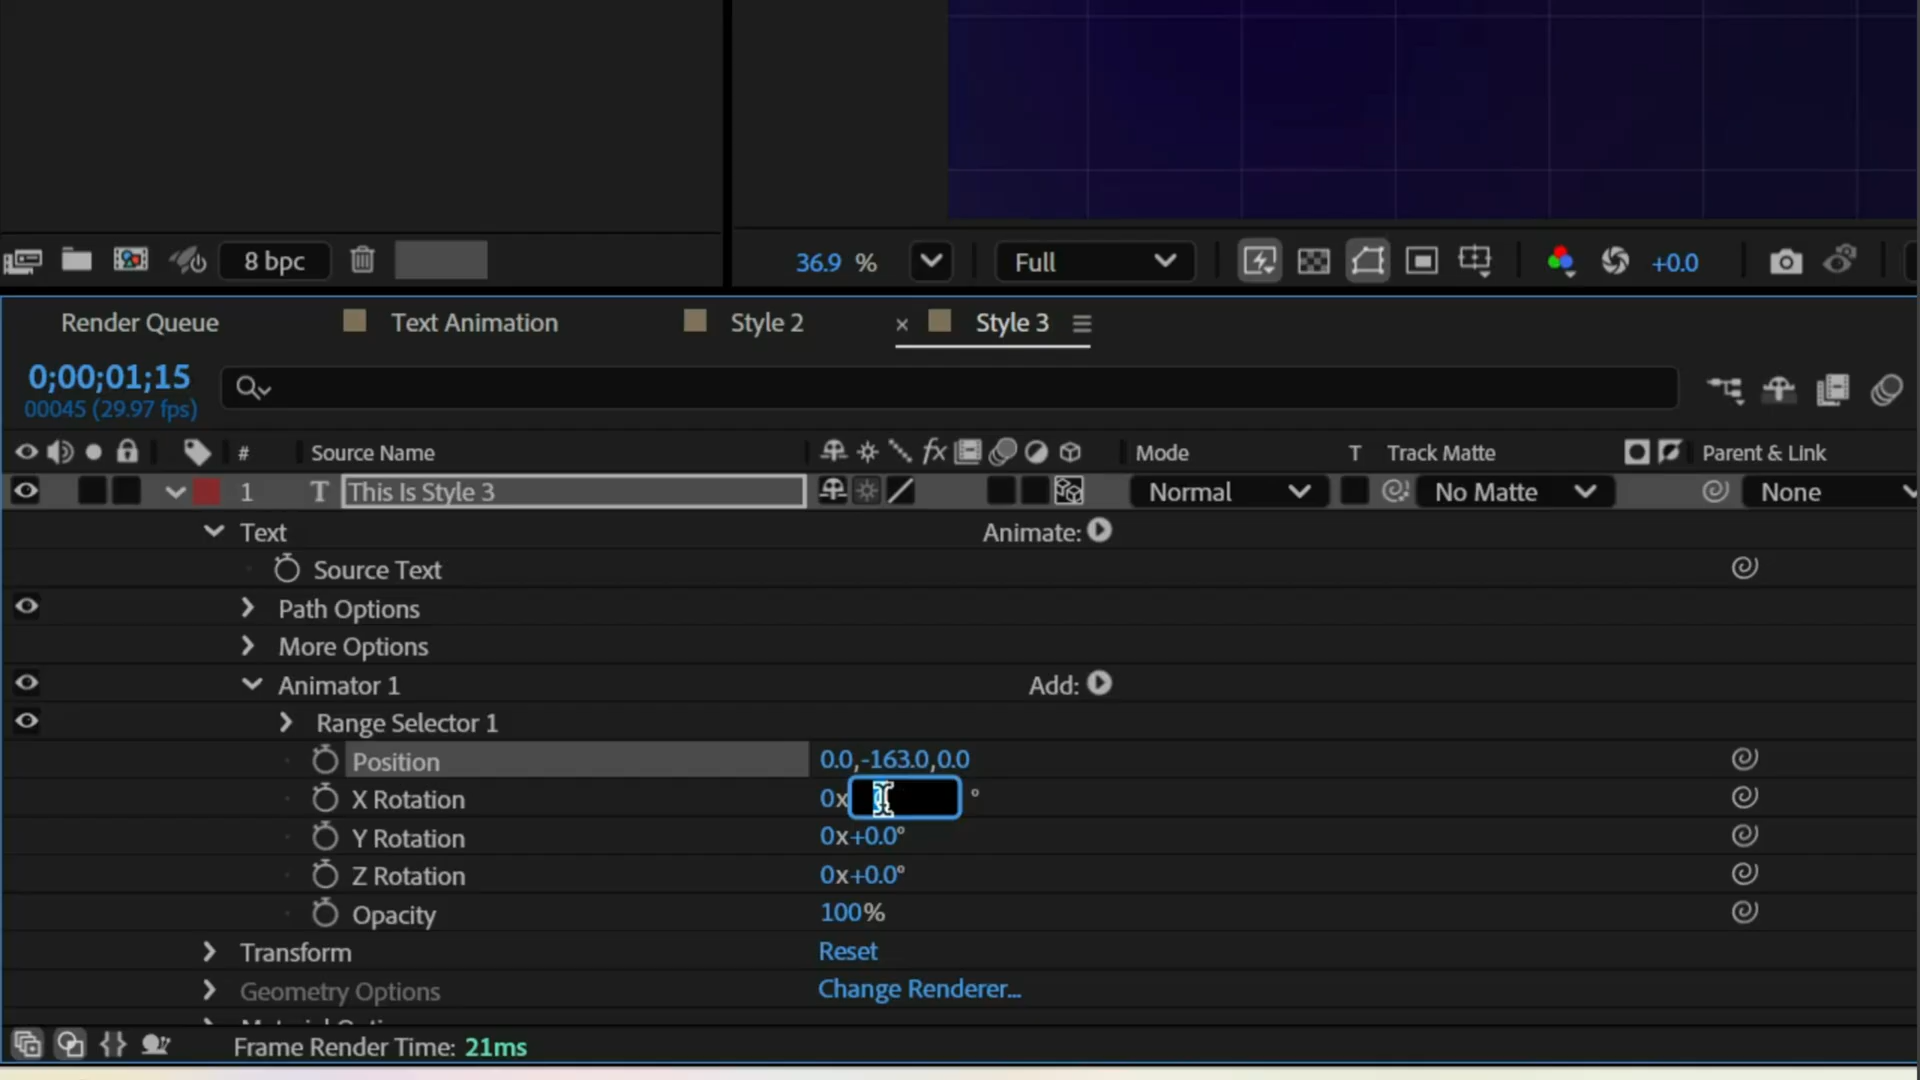 8 bpc
36.9 %
Full
+0.0
Render Queue
Text Animation
Style 2
× Style 3
0;00;01;15
00045 (29.97 fps)
# Source Name fx Mode T Track Matte Parent & Link
1 T This Is Style 3 Normal No Matte None
Text Animate:
Source Text
Path Options
More Options
Animator 1 Add:
Range Selector 1
Position 0.0,-163.0,0.0
X Rotation 0x °
Y Rotation 0x+0.0°
Z Rotation 0x+0.0°
Opacity 100%
Transform Reset
Geometry Options Change Renderer...
Frame Render Time: 21ms